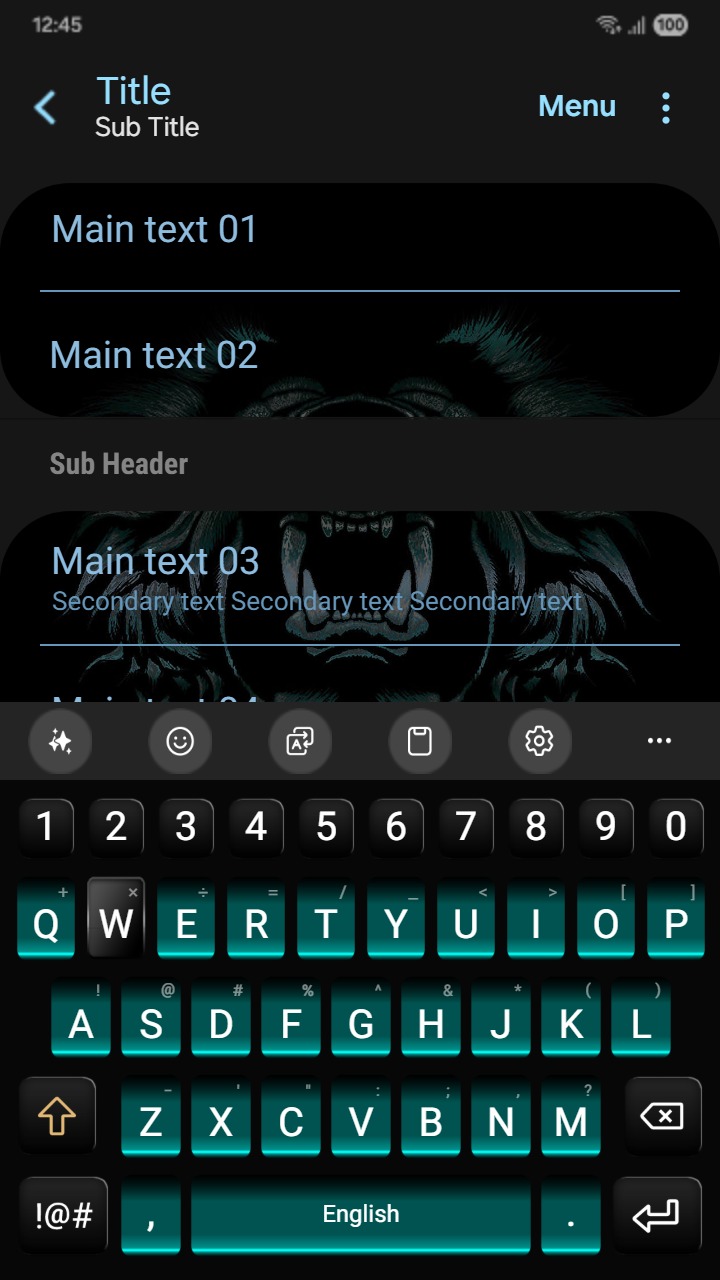 12:45
100
Title
Sub Title
Menu
Main text 01
Main text 02
Sub Header
Main text 03
Secondary text Secondary text Secondary text
1 2 3 4 5 6 7 8 9 0
+ × ÷ = / _ < > [ ]
Q W E R T Y U I O P
! @ # % ^ & * ( )
A S D F G H J K L
- ' " : ; , ?
Z X C V B N M
!@# , English .